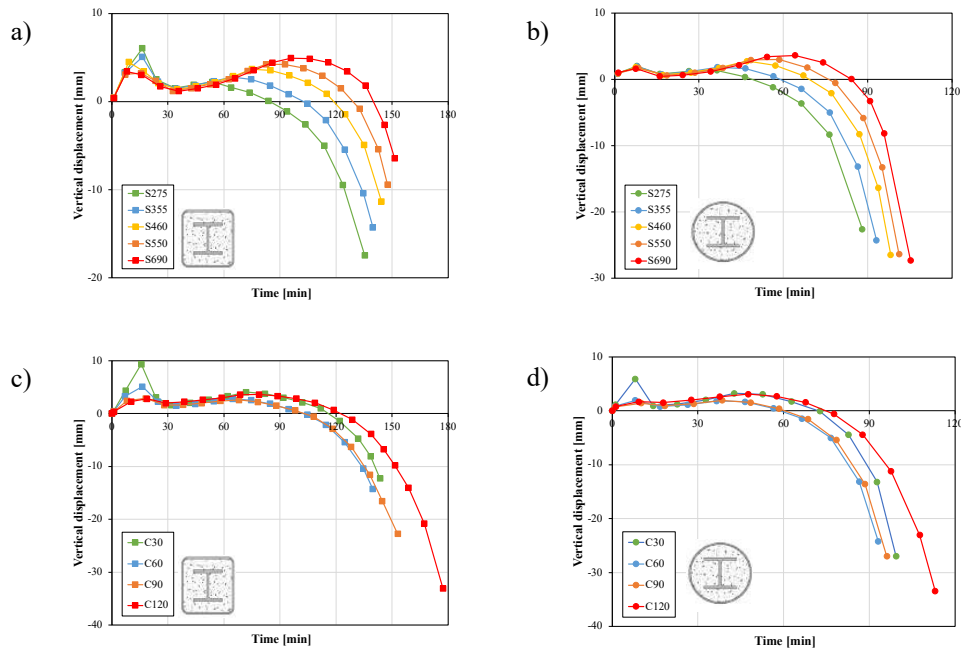 a)
Vertical displacement [mm]
10
0
-10
-20
0
30
60
90
120
150
180
S275
S355
S460
S550
S690
Time [min]
b)
Vertical displacement [mm]
10
0
-10
-20
-30
0
30
60
90
120
S275
S355
S460
S550
S690
Time [min]
c)
Vertical displacement [mm]
10
0
-10
-20
-30
-40
0
30
60
90
120
150
180
C30
C60
C90
C120
Time [min]
d)
Vertical displacement [mm]
10
0
-10
-20
-30
-40
0
30
60
90
120
C30
C60
C90
C120
Time [min]